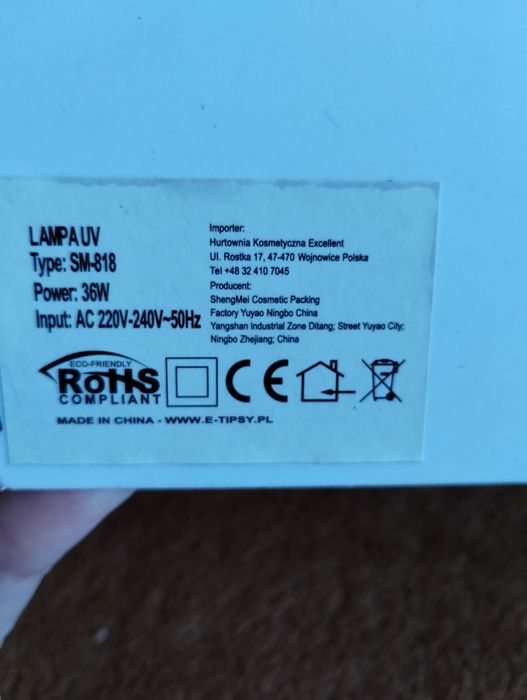 LAMPA UV
Type: SM-818
Power: 36W
Input: AC 220V-240V~50Hz
Importer:
Hurtownia Kosmetyczna Excellent
Ul. Rostka 17, 47-470 Wojnowice Polska
Tel +48 32 410 7045
Producent:
ShengMei Cosmetic Packing
Factory Yuyao Ningbo China
Yangshan Industrial Zone Ditang; Street Yuyao City;
Ningbo Zhejiang; China
ECO-FRIENDLY
RoHS
COMPLIANT
CE
MADE IN CHINA - WWW.E-TIPSY.PL